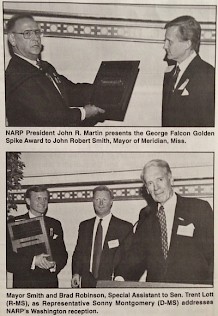 NARP President John R. Martin presents the George Falcon Golden
Spike Award to John Robert Smith, Mayor of Meridian, Miss.
Mayor Smith and Brad Robinson, Special Assistant to Sen. Trent Lott
(R-MS), as Representative Sonny Montgomery (D-MS) addresses
NARP's Washington reception.